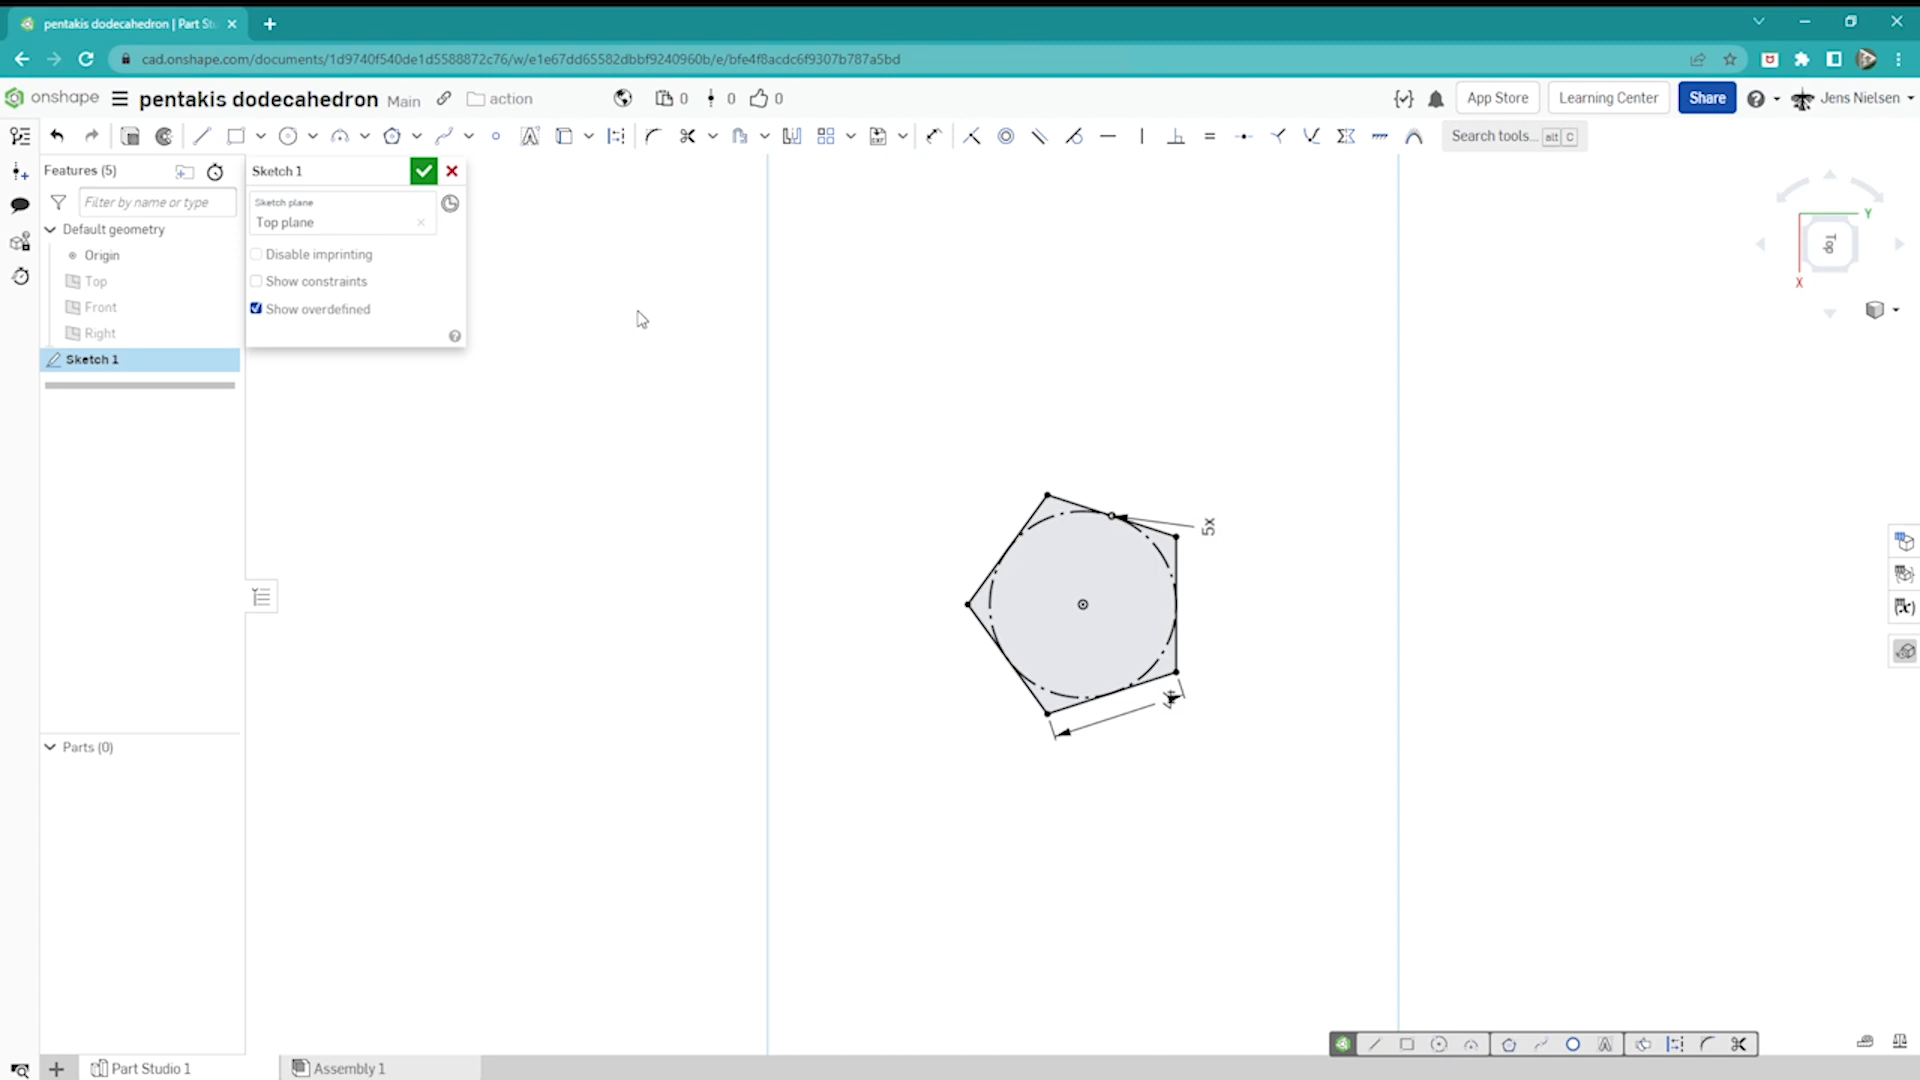 pentakis dodecahedron | Part St
cad.onshape.com/documents/1d9740f540de1d5588872c76/w/e1e67dd65582dbbf9240960b/e/bfe4f8acdc6f9307b787a5bd
onshape pentakis dodecahedron Main action 0 0 0 App Store Learning Center Share Jens Nielsen
Search tools... alt C
Features (5)
Filter by name or type
Default geometry
Origin
Top
Front
Right
Sketch 1
Parts (0)
Sketch 1
Sketch plane
Top plane
Disable imprinting
Show constraints
Show overdefined
5x
Y
Top
X
(x)
Part Studio 1
Assembly 1